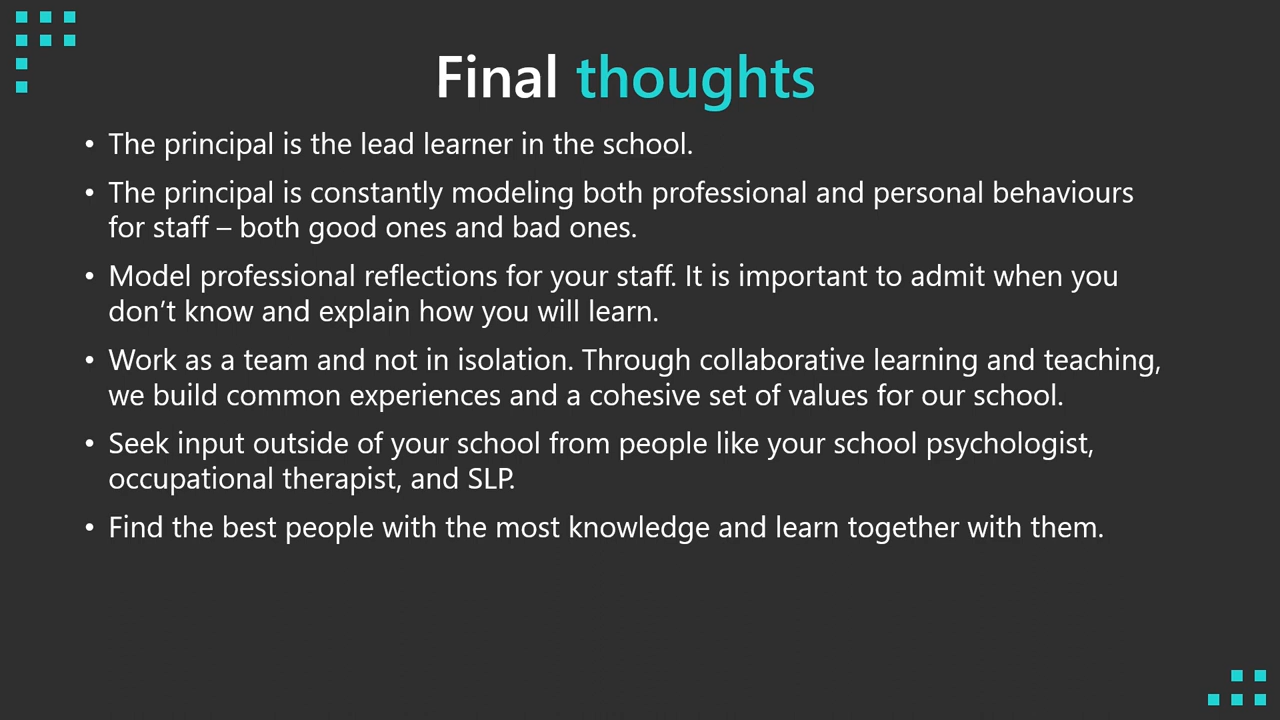 Final thoughts
• The principal is the lead learner in the school.
• The principal is constantly modeling both professional and personal behaviours
for staff – both good ones and bad ones.
• Model professional reflections for your staff. It is important to admit when you
don’t know and explain how you will learn.
• Work as a team and not in isolation. Through collaborative learning and teaching,
we build common experiences and a cohesive set of values for our school.
• Seek input outside of your school from people like your school psychologist,
occupational therapist, and SLP.
• Find the best people with the most knowledge and learn together with them.